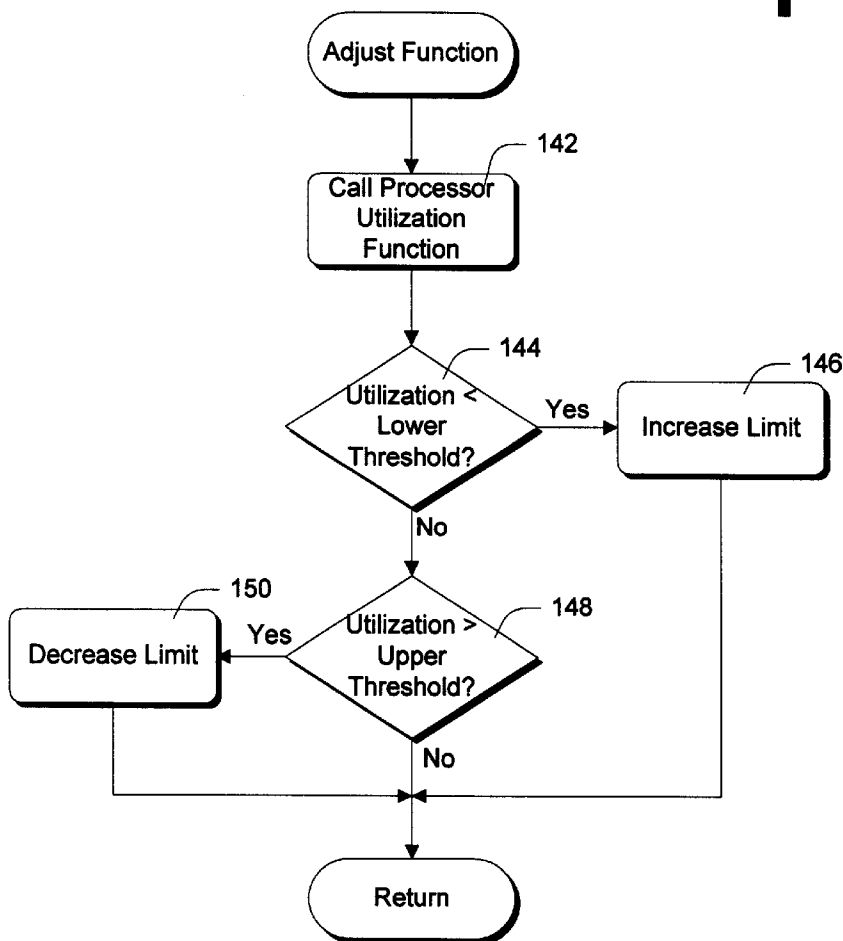 Adjust Function
142
Call Processor
Utilization
Function
144
Utilization <
Lower
Threshold?
Yes
146
Increase Limit
No
150
Decrease Limit
Yes
148
Utilization >
Upper
Threshold?
No
Return